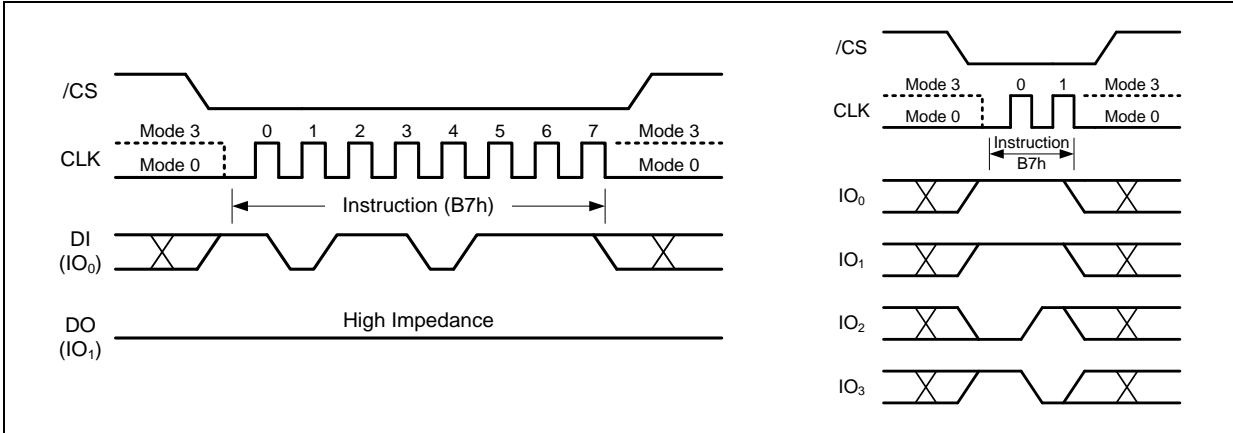 /CS
Mode 3 0 1 2 3 4 5 6 7 Mode 3
CLK
Mode 0 Mode 0
Instruction (B7h)
DI
(IO₀)
High Impedance
DO
(IO₁)
/CS
Mode 3 0 1 Mode 3
CLK
Mode 0 Mode 0
Instruction
B7h
IO₀
IO₁
IO₂
IO₃